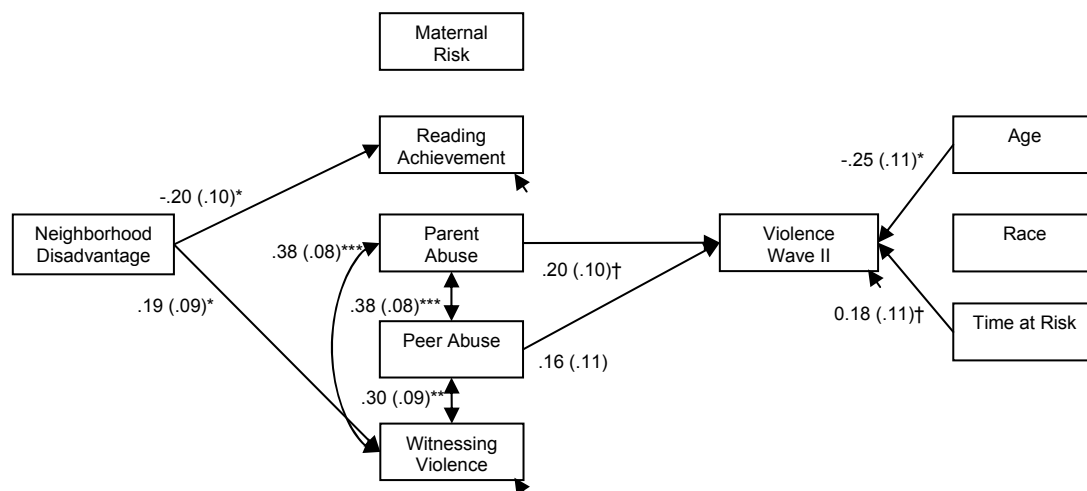 Maternal
Risk
Reading
Achievement
Age
-.20 (.10)*
-.25 (.11)*
Neighborhood
Disadvantage
.38 (.08)***
Parent
Abuse
Violence
Wave II
Race
.20 (.10)†
.19 (.09)*
.38 (.08)***
0.18 (.11)†
Time at Risk
Peer Abuse
.16 (.11)
.30 (.09)**
Witnessing
Violence